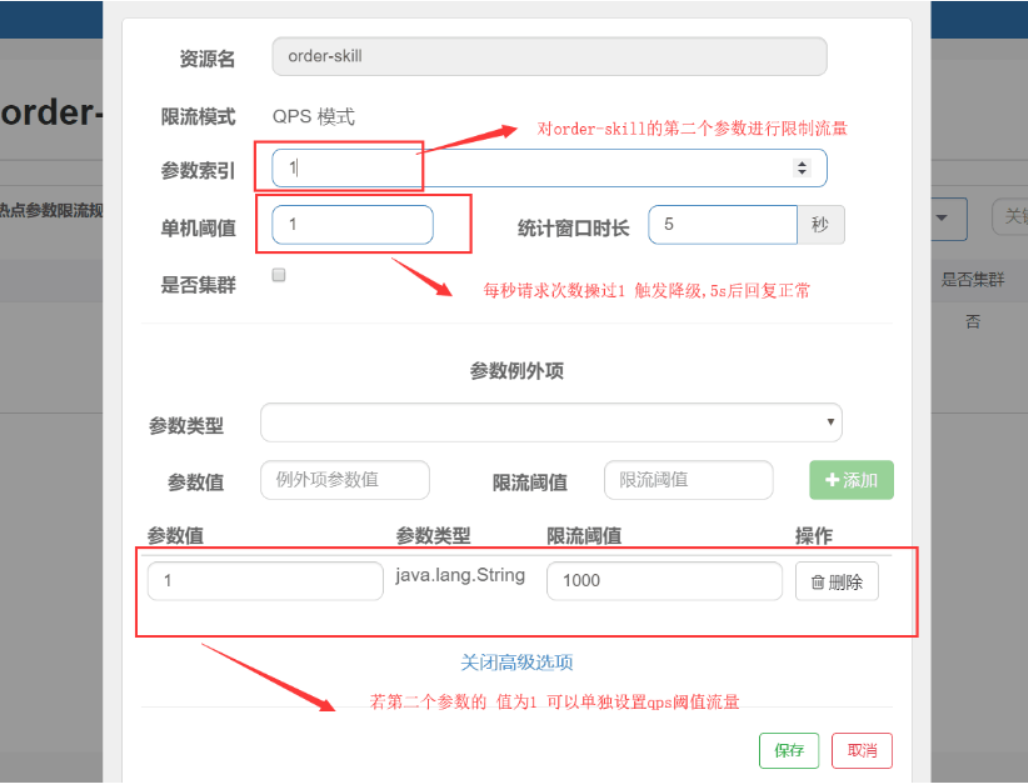 资源名 order-skill
order-
限流模式 QPS 模式
对order-skill的第二个参数进行限制流量
参数索引 1
热点参数限流规
关
单机阈值 1 统计窗口时长 5 秒
是否集群
是否集群
每秒请求次数操过1 触发降级,5s后回复正常
否
参数例外项
参数类型
参数值 例外项参数值 限流阈值 限流阈值 添加
参数值 参数类型 限流阈值 操作
1 java.lang.String 1000 删除
关闭高级选项
若第二个参数的 值为1 可以单独设置qps阈值流量
保存 取消